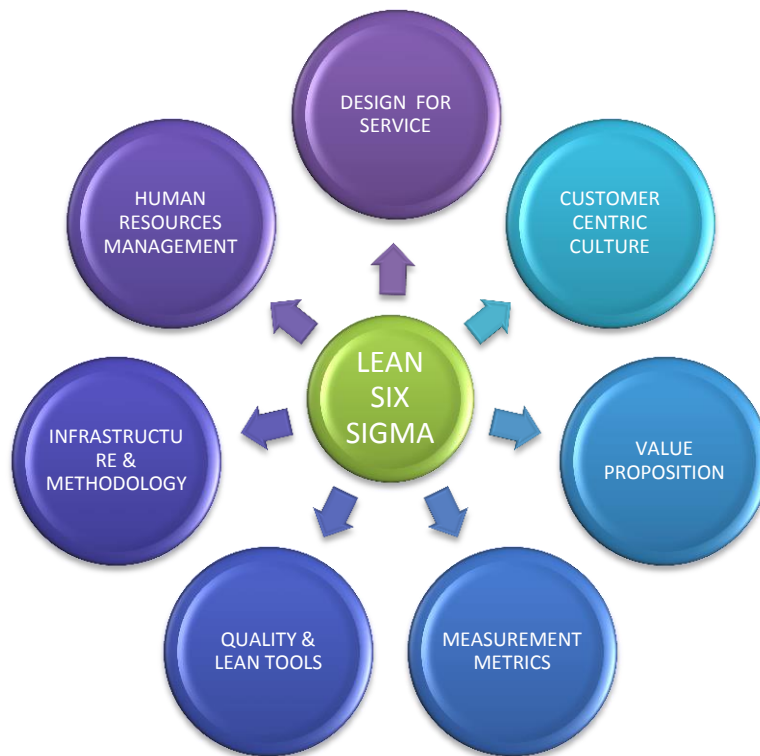 DESIGN FOR
SERVICE
CUSTOMER
CENTRIC
CULTURE
VALUE
PROPOSITION
MEASUREMENT
METRICS
QUALITY &
LEAN TOOLS
INFRASTRUCTU
RE &
METHODOLOGY
HUMAN
RESOURCES
MANAGEMENT
LEAN
SIX
SIGMA